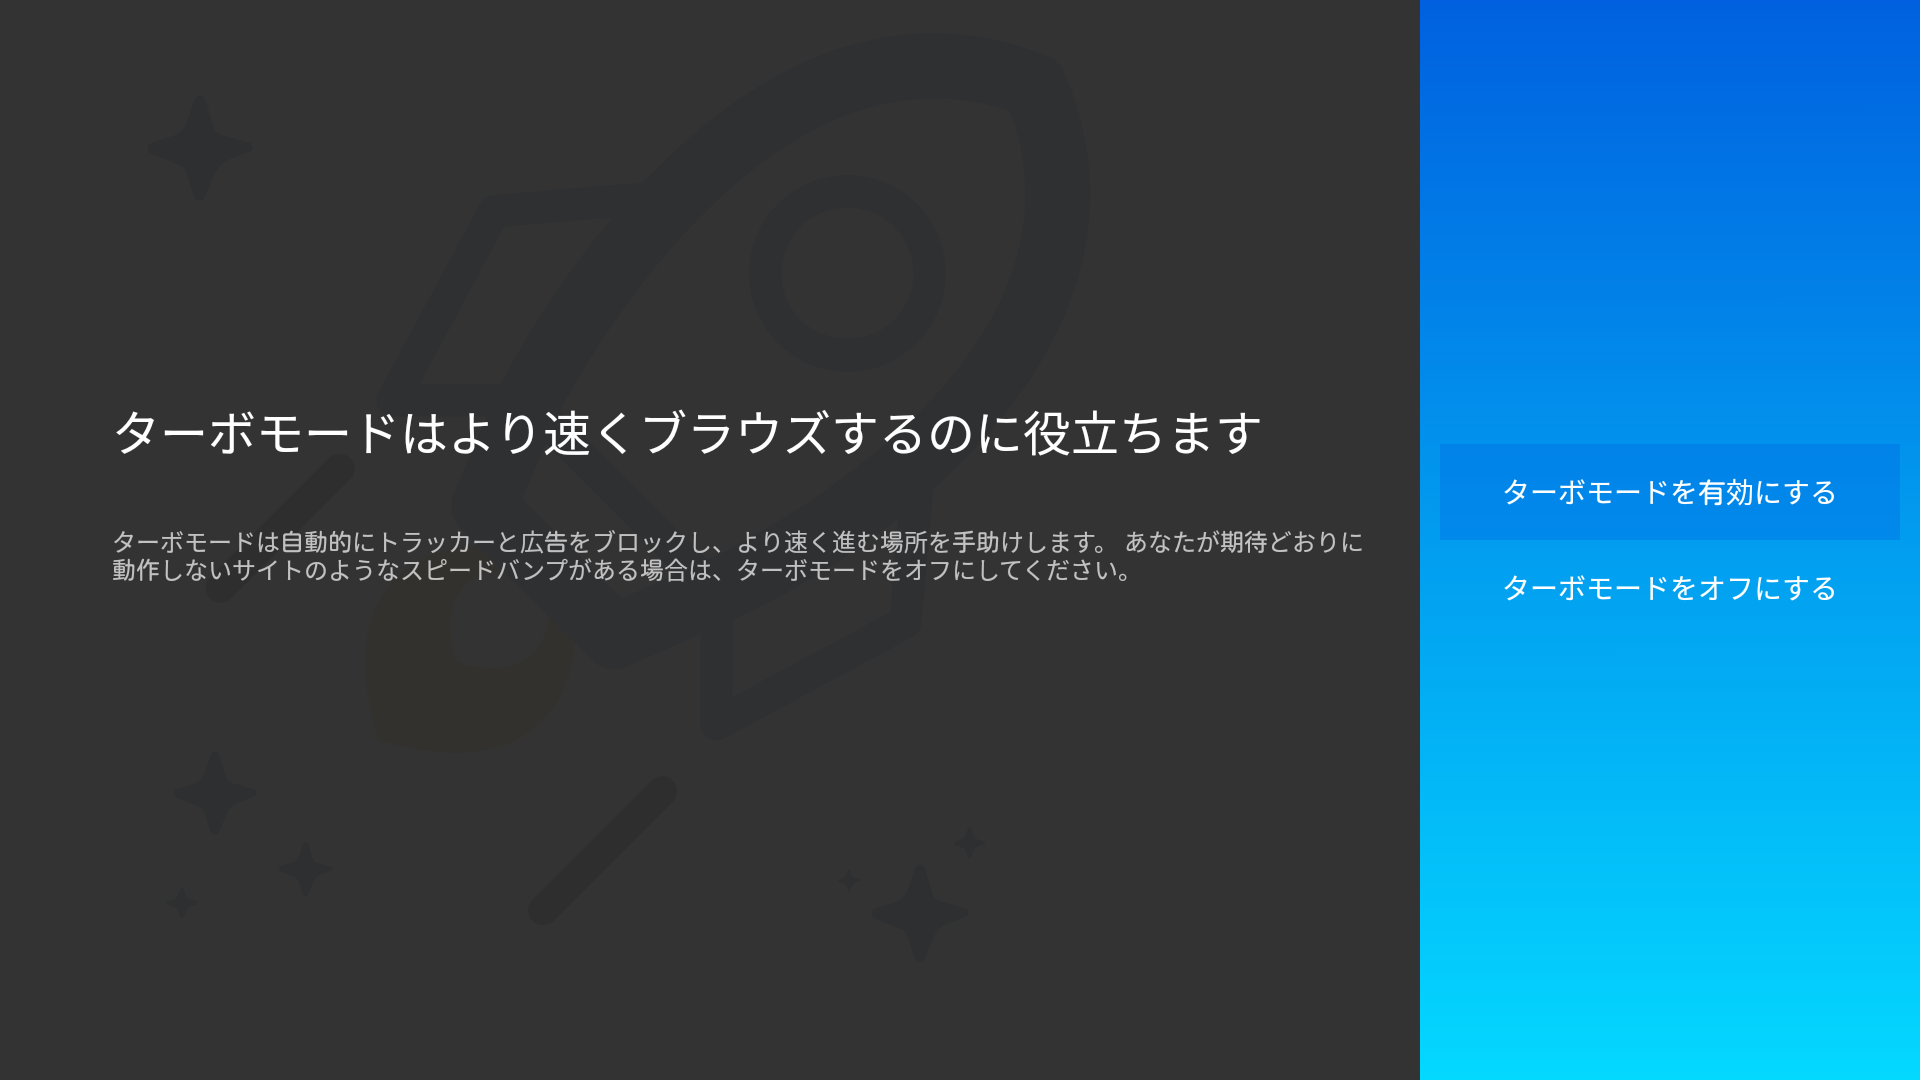 ターボモードはより速くブラウズするのに役立ちます
ターボモードは自動的にトラッカーと広告をブロックし、より速く進む場所を手助けします。 あなたが期待どおりに
動作しないサイトのようなスピードバンプがある場合は、ターボモードをオフにしてください。
ターボモードを有効にする
ターボモードをオフにする